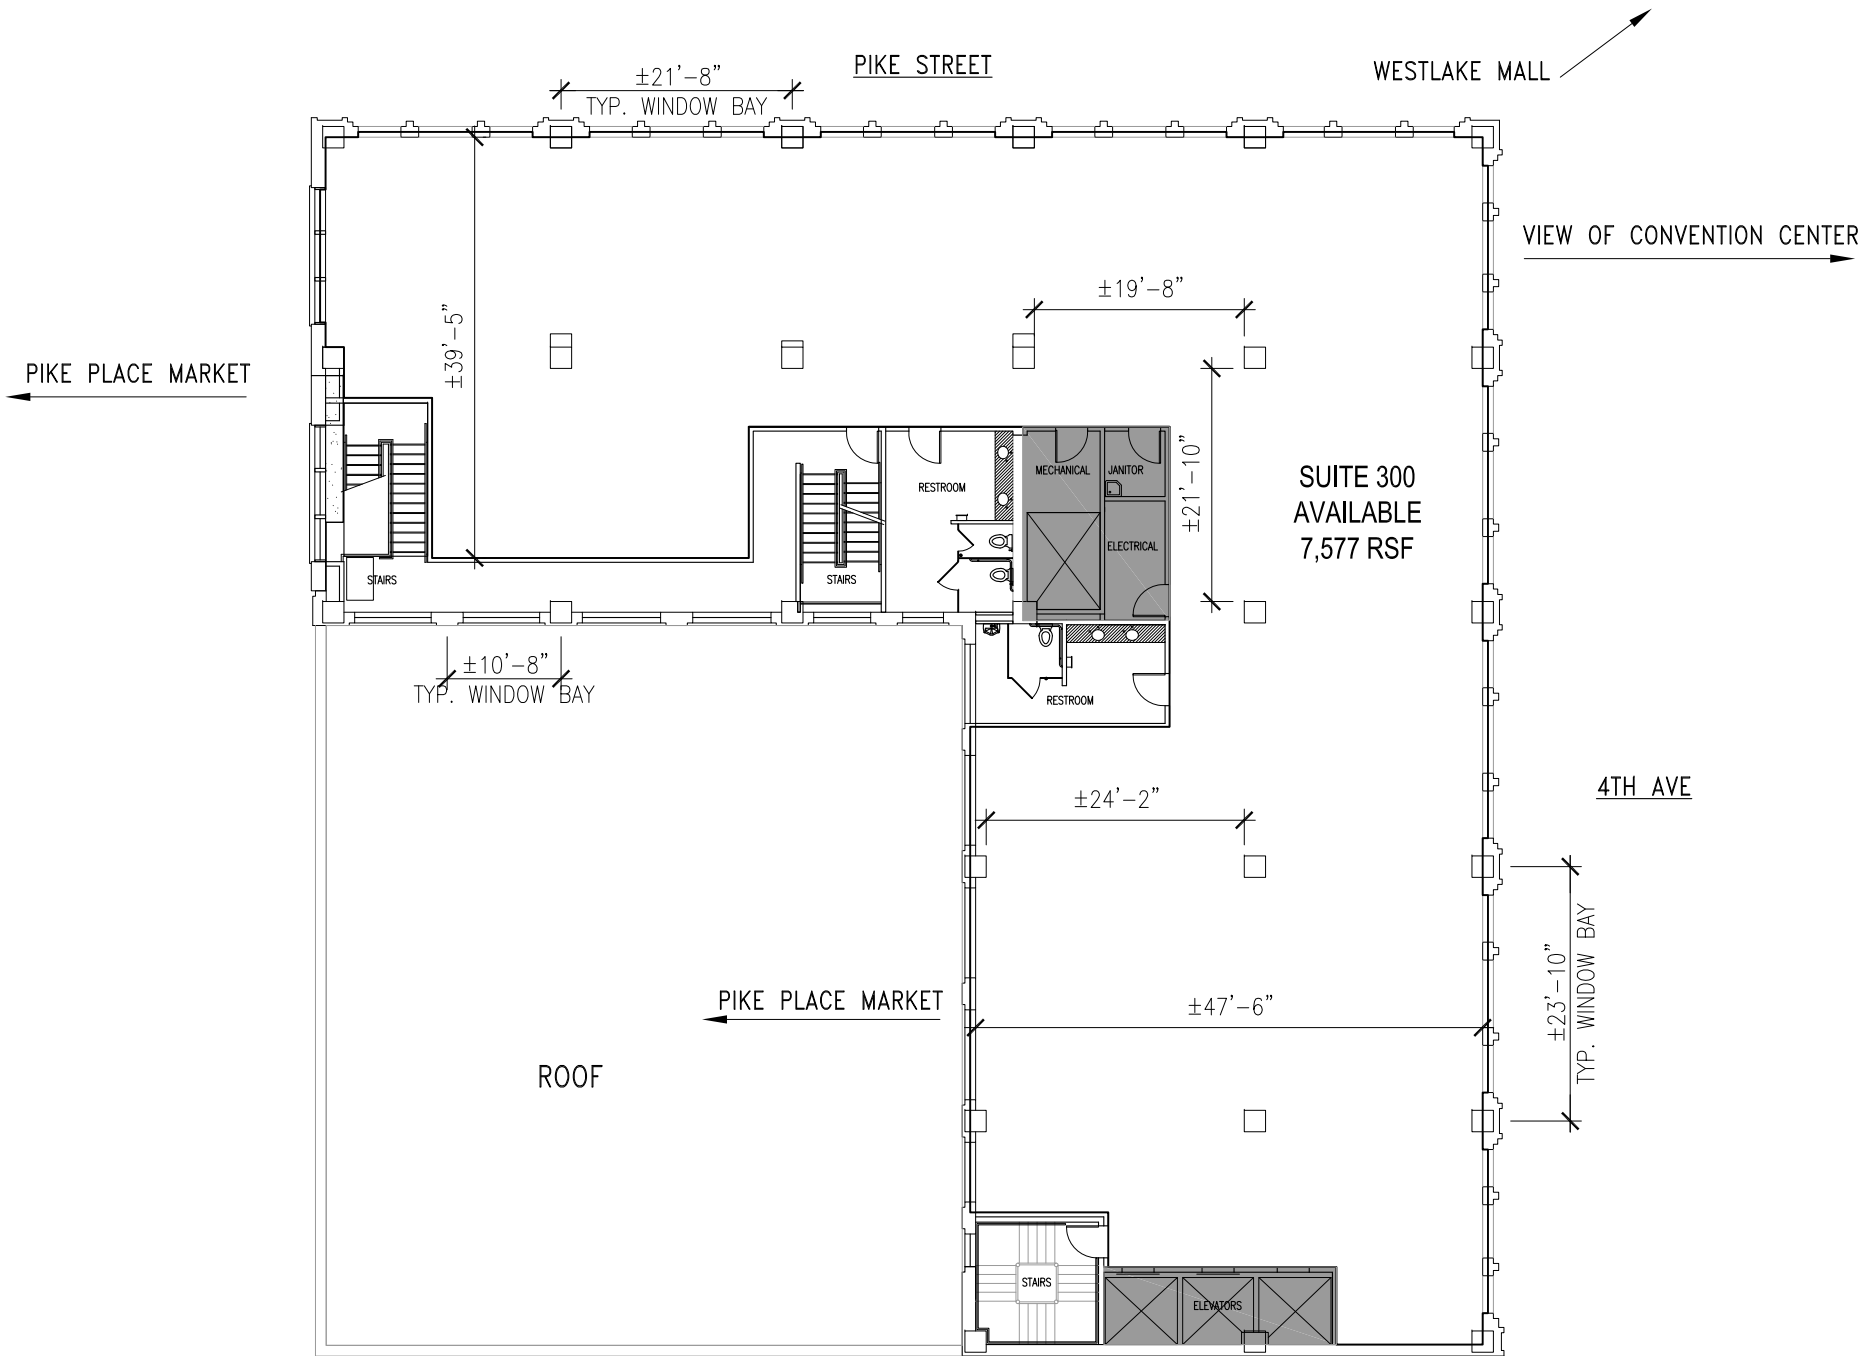 PIKE STREET
WESTLAKE MALL
±21'-8"
TYP. WINDOW BAY
VIEW OF CONVENTION CENTER
±19'-8"
±39'-5"
PIKE PLACE MARKET
±21'-10"
MECHANICAL
JANITOR
SUITE 300
AVAILABLE
7,577 RSF
RESTROOM
ELECTRICAL
STAIRS
STAIRS
±10'-8"
TYP. WINDOW BAY
RESTROOM
4TH AVE
±24'-2"
±23'-10"
TYP. WINDOW BAY
PIKE PLACE MARKET
±47'-6"
ROOF
STAIRS
ELEVATORS